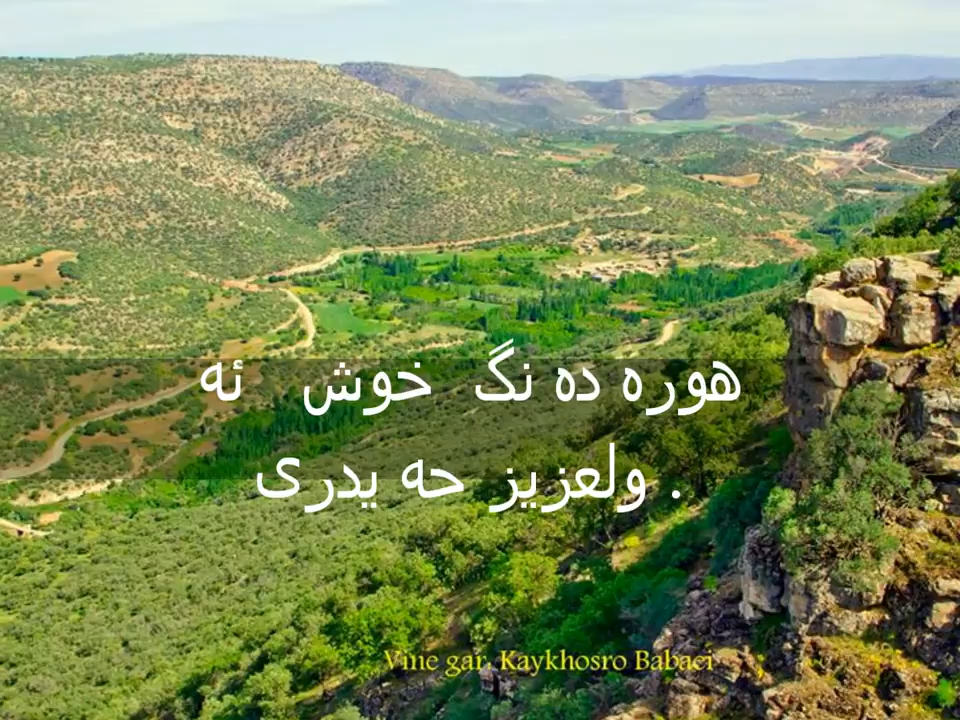 هوره ده نگ خوش ئه
ولعزیز حه یدری .
Vine gar: Kaykhosro Babaei